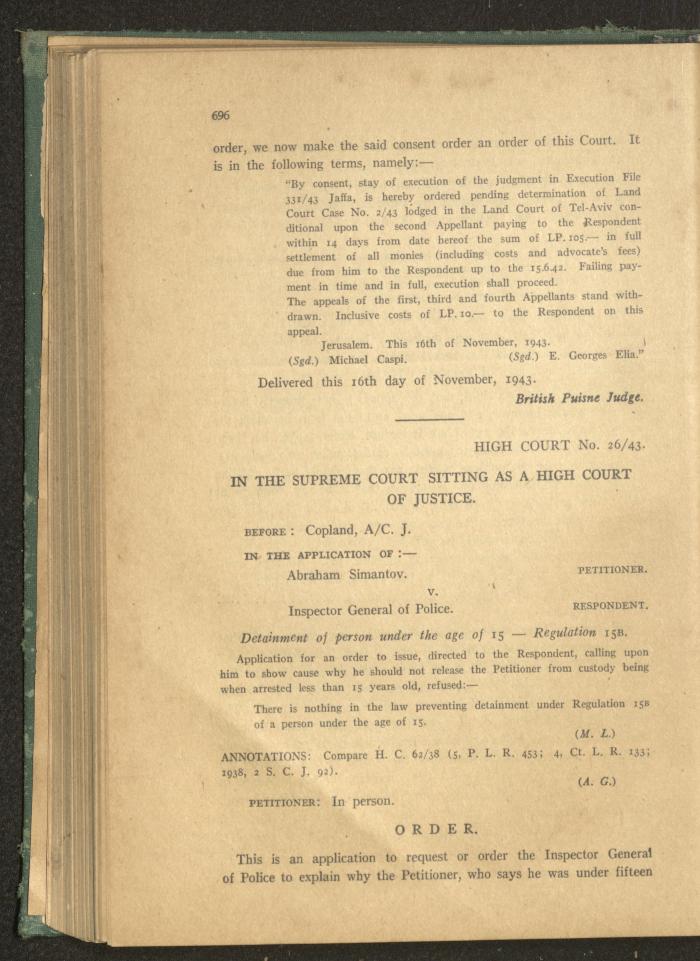 696
order, we now make the said consent order an order of this Court. It
is in the following terms, namely:—
"By consent, stay of execution of the judgment in Execution File
331/43 Jaffa, is hereby ordered pending determination of Land
Court Case No. 2/43 lodged in the Land Court of Tel-Aviv con-
ditional upon the second Appellant paying to the Respondent
within 14 days from date hereof the sum of LP. 105.— in full
settlement of all monies (including costs and advocate's fees)
due from him to the Respondent up to the 15.6.42. Failing pay-
ment in time and in full, execution shall proceed.
The appeals of the first, third and fourth Appellants stand with-
drawn. Inclusive costs of LP. 10.— to the Respondent on this
appeal.
Jerusalem. This 16th of November, 1943.
(Sgd.) Michael Caspi. (Sgd.) E. Georges Elia."
Delivered this 16th day of November, 1943.
British Puisne Judge.
HIGH COURT No. 26/43.
IN THE SUPREME COURT SITTING AS A HIGH COURT
OF JUSTICE.
BEFORE: Copland, A/C. J.
IN THE APPLICATION OF :—
Abraham Simantov. PETITIONER.
v.
Inspector General of Police. RESPONDENT.
Detainment of person under the age of 15 — Regulation 15B.
Application for an order to issue, directed to the Respondent, calling upon
him to show cause why he should not release the Petitioner from custody being
when arrested less than 15 years old, refused:—
There is nothing in the law preventing detainment under Regulation 15B
of a person under the age of 15.
(M. L.)
ANNOTATIONS: Compare H. C. 62/38 (5, P. L. R. 453; 4, Ct. L. R. 133;
1938, 2 S. C. J. 92).
(A. G.)
PETITIONER: In person.
ORDER.
This is an application to request or order the Inspector General
of Police to explain why the Petitioner, who says he was under fifteen